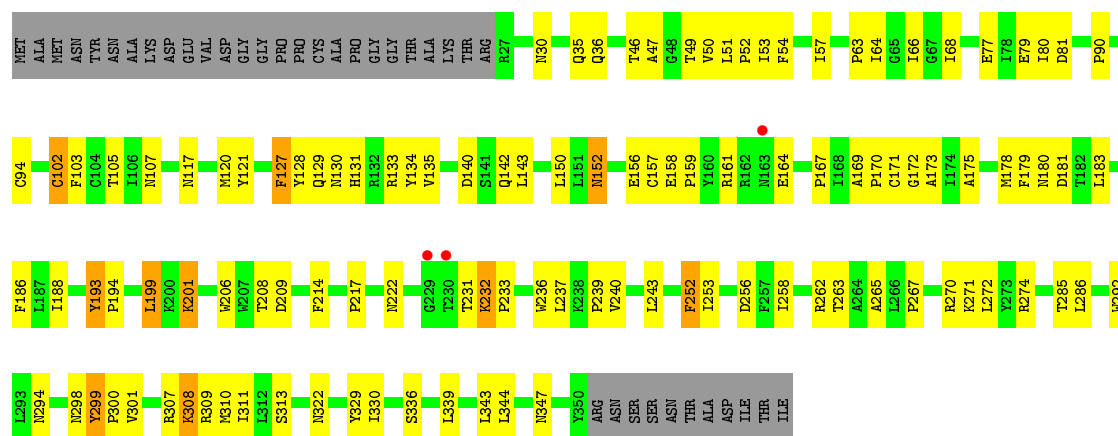 MET ALA MET ASN TYR ASN ALA LYS ASP GLU VAL ASP GLY GLY PRO PRO CYS ALA PRO GLY GLY THR ALA LYS THR ARG R27 N30 Q35 Q36 T46 A47 G48 T49 V50 L51 P52 I53 F54 I57 P63 I64 G65 I66 G67 I68 E77 I78 E79 I80 D81 P90
C94 C102 F103 C104 T105 I106 N107 N117 M120 Y121 F127 Y128 Q129 N130 H131 R132 R133 Y134 V135 D140 S141 Q142 L143 L150 L151 N152 E156 C157 E158 P159 Y160 R161 R162 N163 E164 P167 I168 A169 P170 C171 G172 A173 I174 A175 M178 F179 N180 D181 T182 L183
F186 L187 I188 Y193 P194 L199 K200 K201 W206 W207 T208 D209 F214 P217 N222 G229 T230 T231 K232 P233 W236 L237 K238 P239 V240 L243 F252 I253 D256 F257 I258 R262 T263 A264 A265 L266 P267 R270 K271 L272 Y273 R274 T285 L286 W292
L293 N294 N298 Y299 P300 V301 R307 K308 R309 M310 I311 L312 S313 N322 Y329 I330 S336 L339 L343 L344 N347 Y350 ARG ASN SER SER ASN THR ALA ASP ILE THR ILE